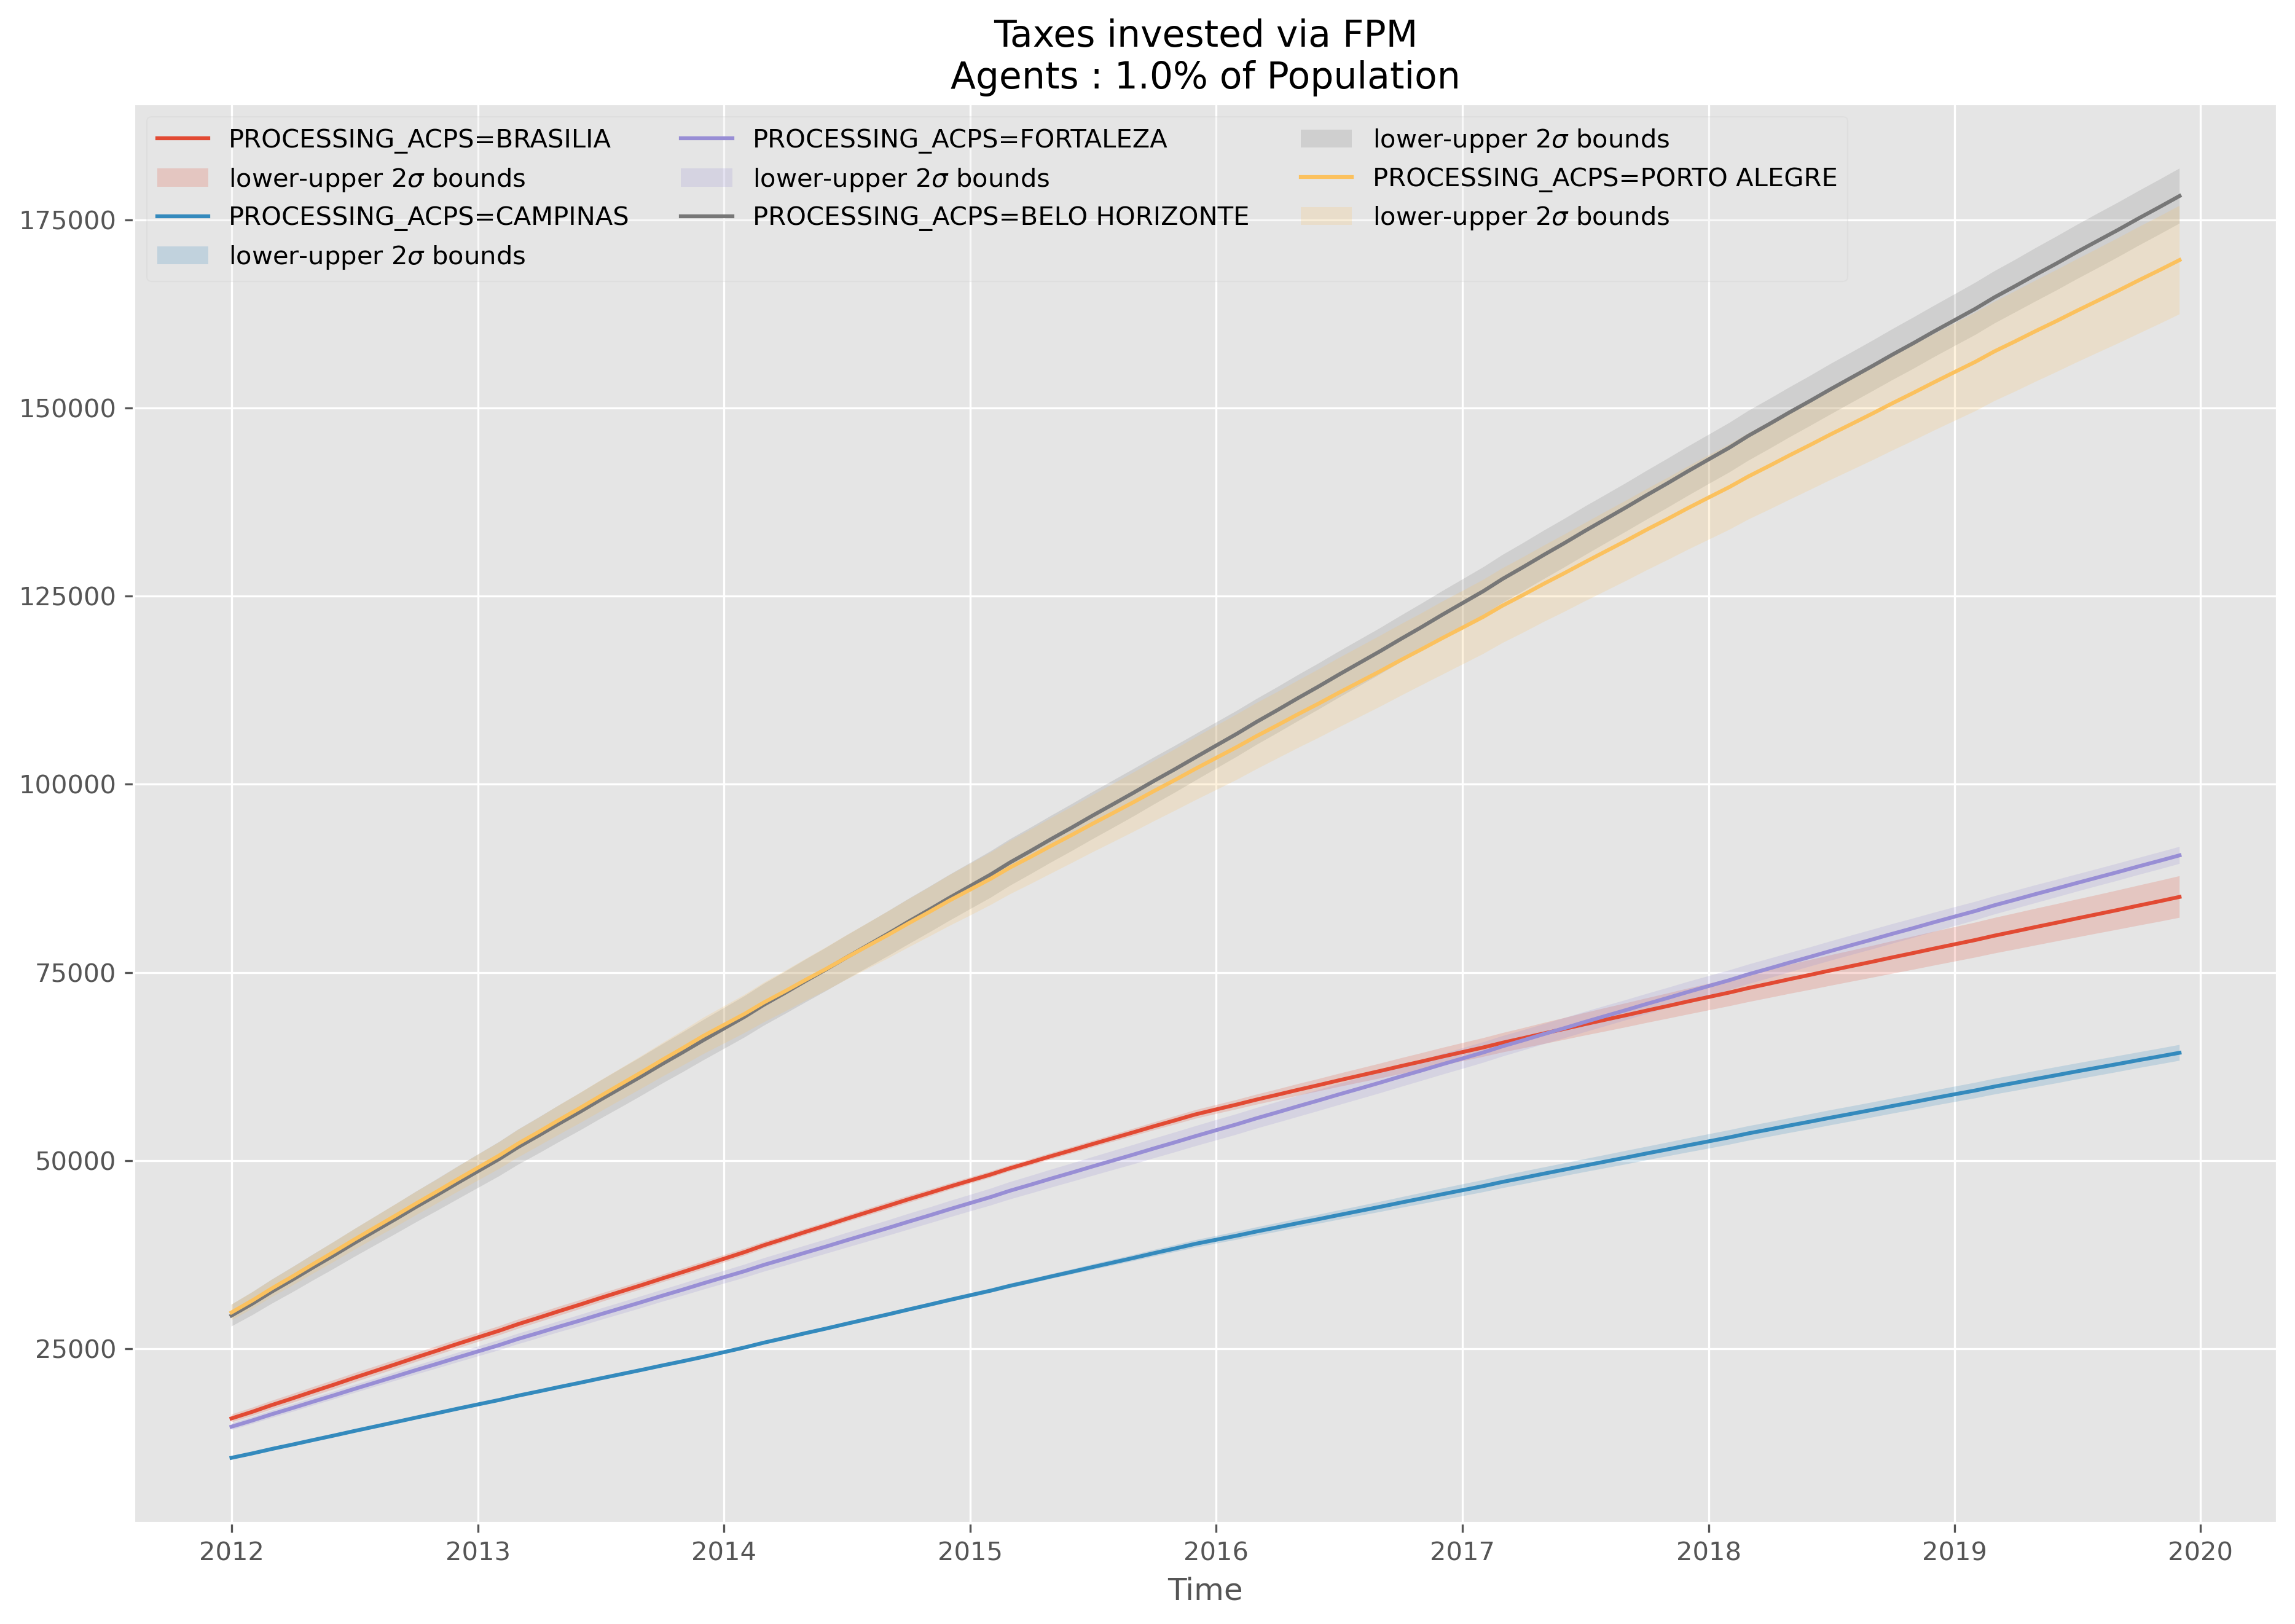 Taxes invested via FPM
Agents : 1.0% of Population
PROCESSING_ACPS=BRASILIA
lower-upper 2σ bounds
PROCESSING_ACPS=CAMPINAS
lower-upper 2σ bounds
PROCESSING_ACPS=FORTALEZA
lower-upper 2σ bounds
PROCESSING_ACPS=BELO HORIZONTE
lower-upper 2σ bounds
PROCESSING_ACPS=PORTO ALEGRE
lower-upper 2σ bounds
175000
150000
125000
100000
75000
50000
25000
2012 2013 2014 2015 2016 2017 2018 2019 2020
Time